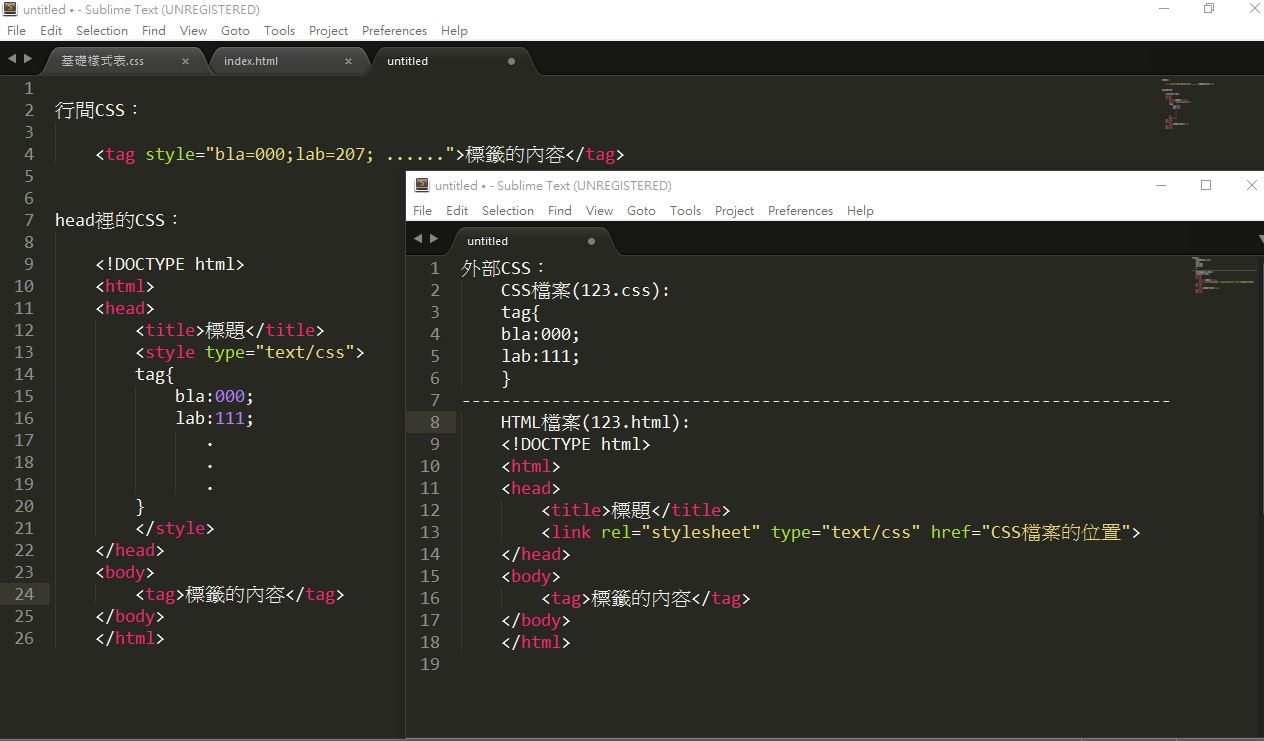 untitled • - Sublime Text (UNREGISTERED)
File Edit Selection Find View Goto Tools Project Preferences Help
基礎樣式表.css index.html untitled
1
2 行間CSS：
3
4 <tag style="bla=000;lab=207; ......">標籤的內容</tag>
5
6
7 head裡的CSS：
8
9 <!DOCTYPE html>
10 <html>
11 <head>
12 <title>標題</title>
13 <style type="text/css">
14 tag{
15 bla:000;
16 lab:111;
17 .
18 .
19 .
20 }
21 </style>
22 </head>
23 <body>
24 <tag>標籤的內容</tag>
25 </body>
26 </html>
untitled • - Sublime Text (UNREGISTERED)
File Edit Selection Find View Goto Tools Project Preferences Help
untitled
1 外部CSS：
2 CSS檔案(123.css):
3 tag{
4 bla:000;
5 lab:111;
6 }
7 -----------------------------------------------------------------------
8 HTML檔案(123.html):
9 <!DOCTYPE html>
10 <html>
11 <head>
12 <title>標題</title>
13 <link rel="stylesheet" type="text/css" href="CSS檔案的位置">
14 </head>
15 <body>
16 <tag>標籤的內容</tag>
17 </body>
18 </html>
19